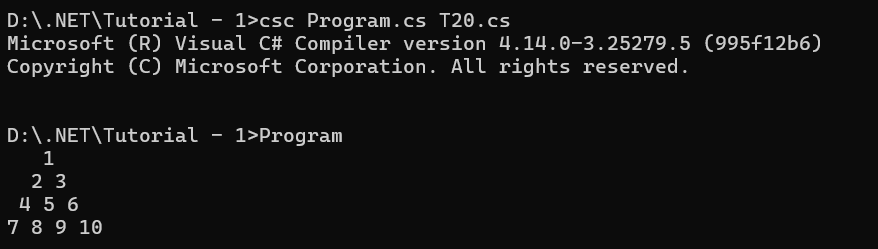 D:\.NET\Tutorial - 1>csc Program.cs T20.cs
Microsoft (R) Visual C# Compiler version 4.14.0-3.25279.5 (995f12b6)
Copyright (C) Microsoft Corporation. All rights reserved.

D:\.NET\Tutorial - 1>Program
   1
  2 3
 4 5 6
7 8 9 10